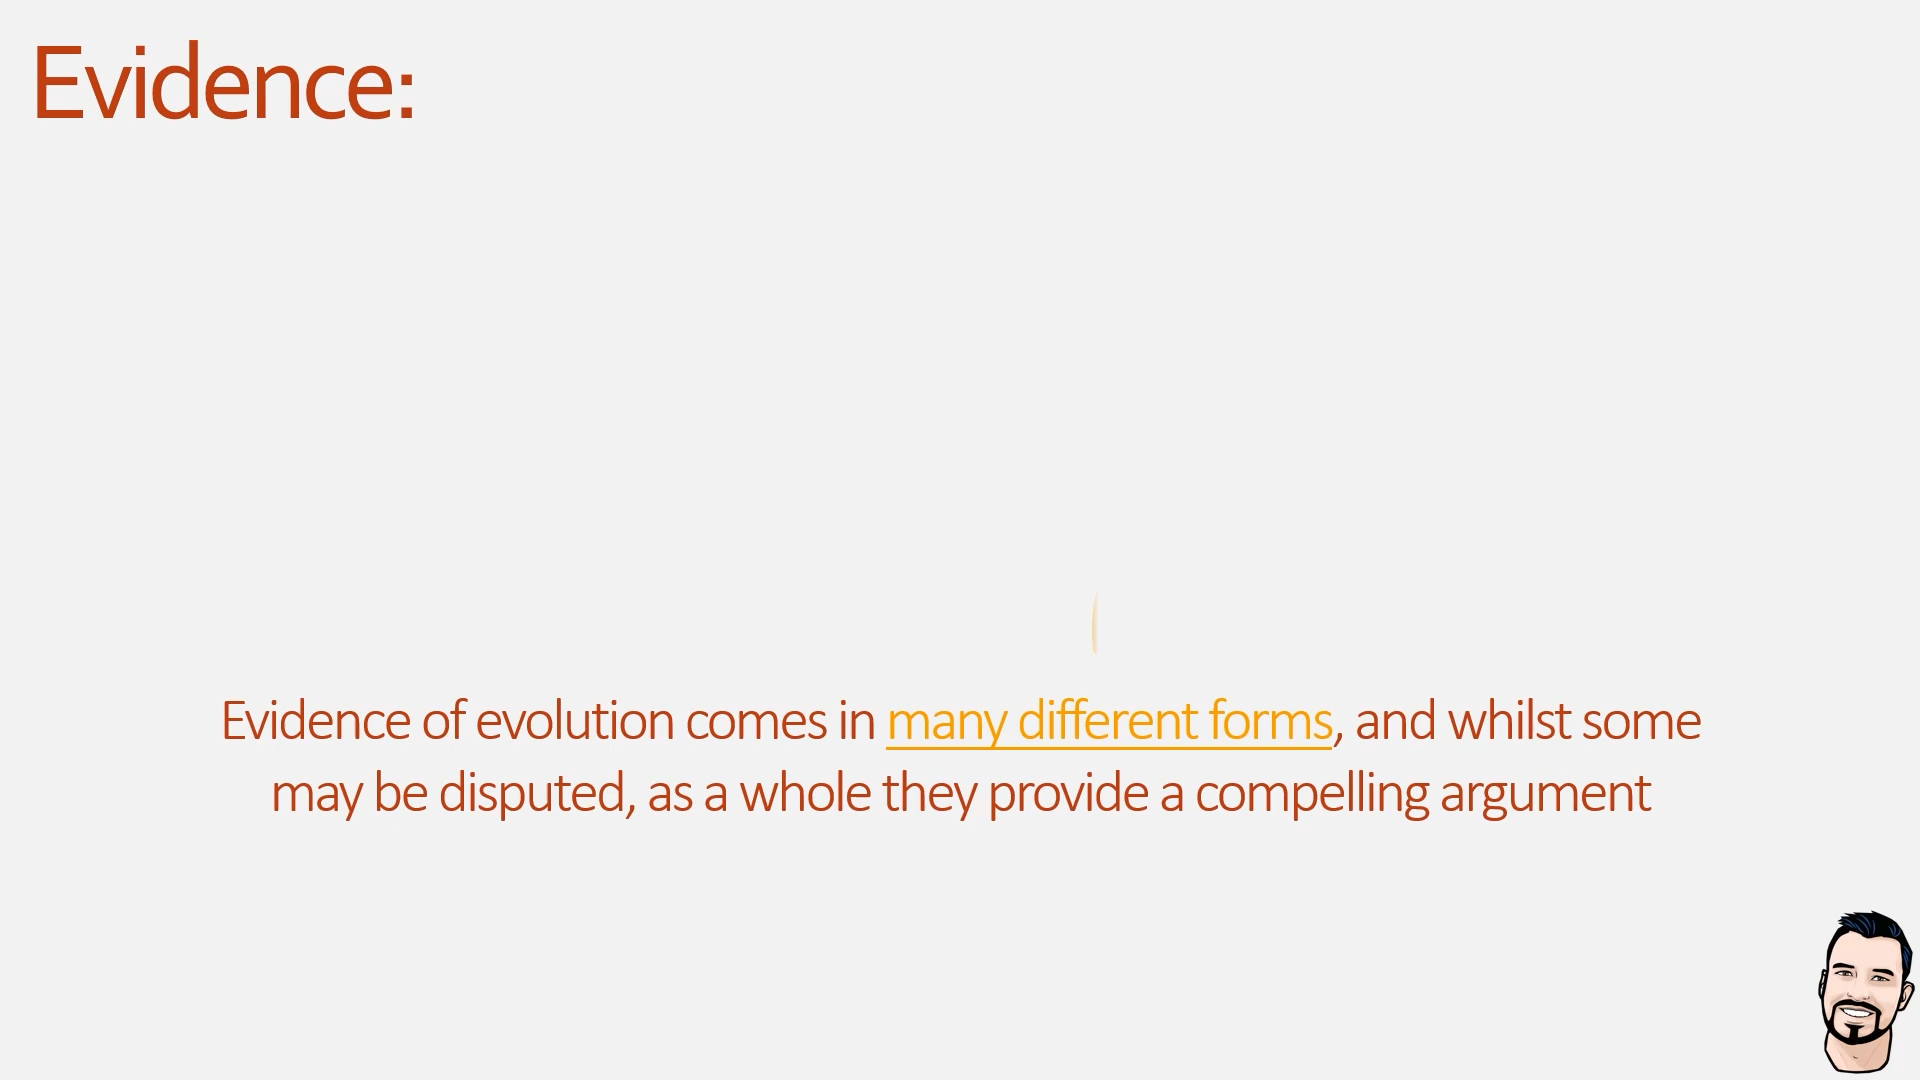 Evidence:
Evidence of evolution comes in many different forms, and whilst some
may be disputed, as a whole they provide a compelling argument